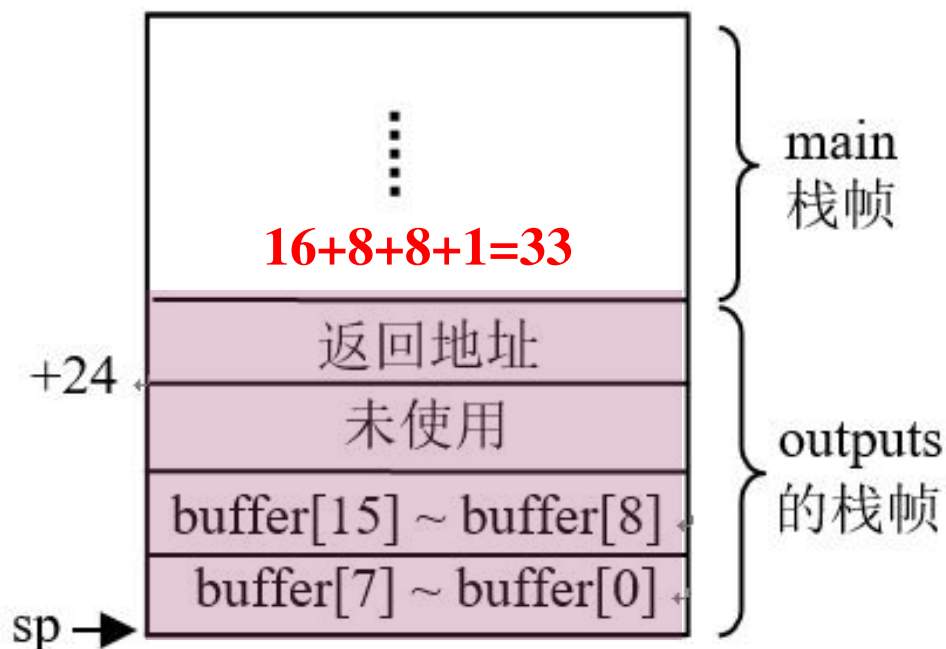 main
栈帧
16+8+8+1=33
返回地址
+24
未使用
outputs
的栈帧
buffer[15] ~ buffer[8]
buffer[7] ~ buffer[0]
sp